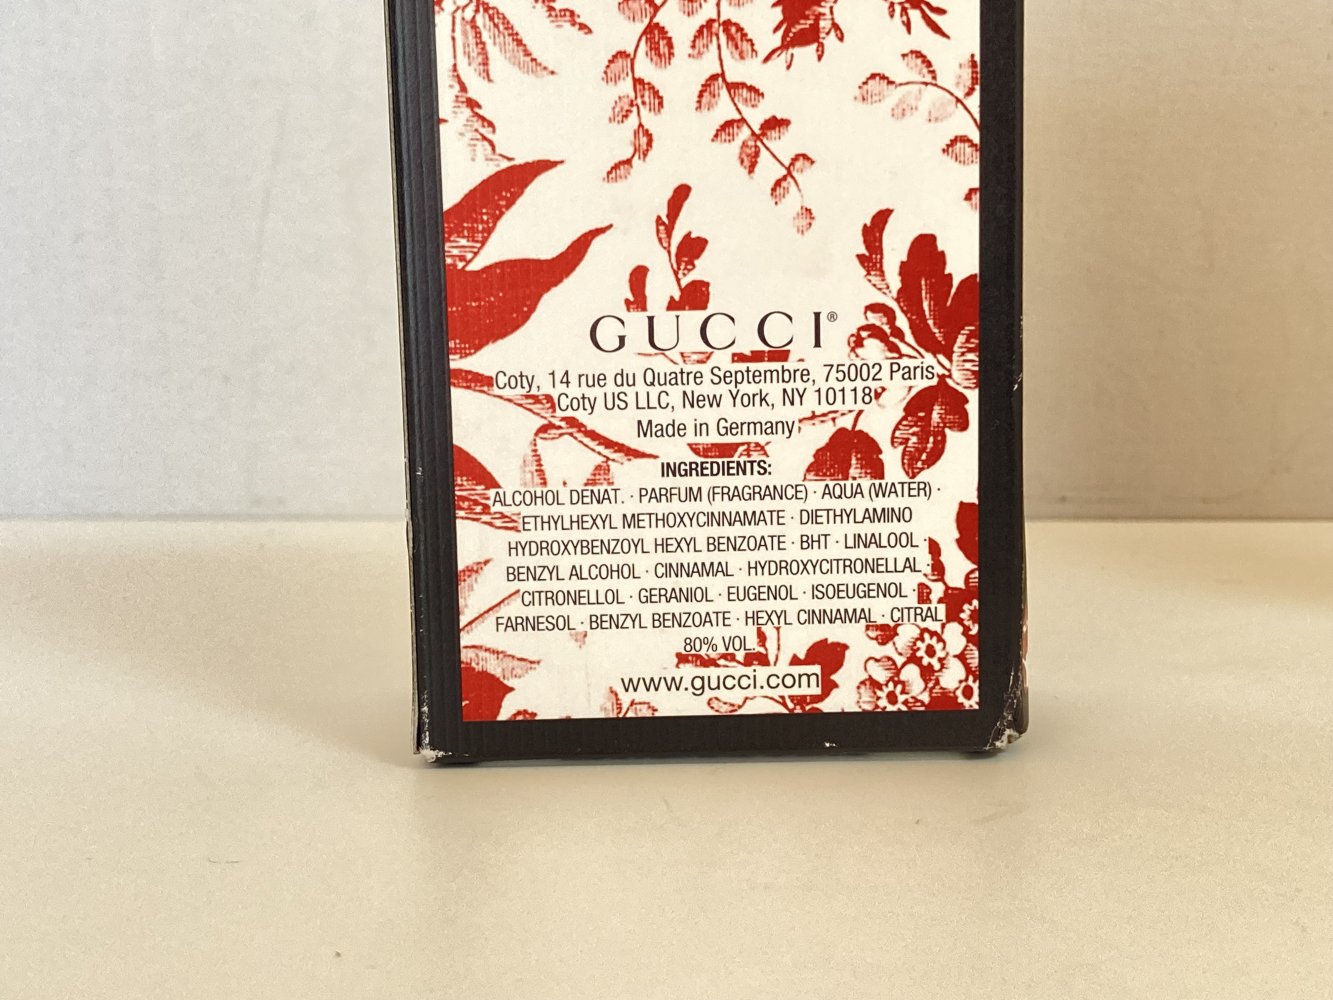 GUCCI®
Coty, 14 rue du Quatre Septembre, 75002 Paris
Coty US LLC, New York, NY 10118
Made in Germany
INGREDIENTS:
ALCOHOL DENAT. · PARFUM (FRAGRANCE) · AQUA (WATER) ·
ETHYLHEXYL METHOXYCINNAMATE · DIETHYLAMINO
HYDROXYBENZOYL HEXYL BENZOATE · BHT · LINALOOL ·
BENZYL ALCOHOL · CINNAMAL · HYDROXYCITRONELLAL ·
CITRONELLOL · GERANIOL · EUGENOL · ISOEUGENOL ·
FARNESOL · BENZYL BENZOATE · HEXYL CINNAMAL · CITRAL
80% VOL.
www.gucci.com